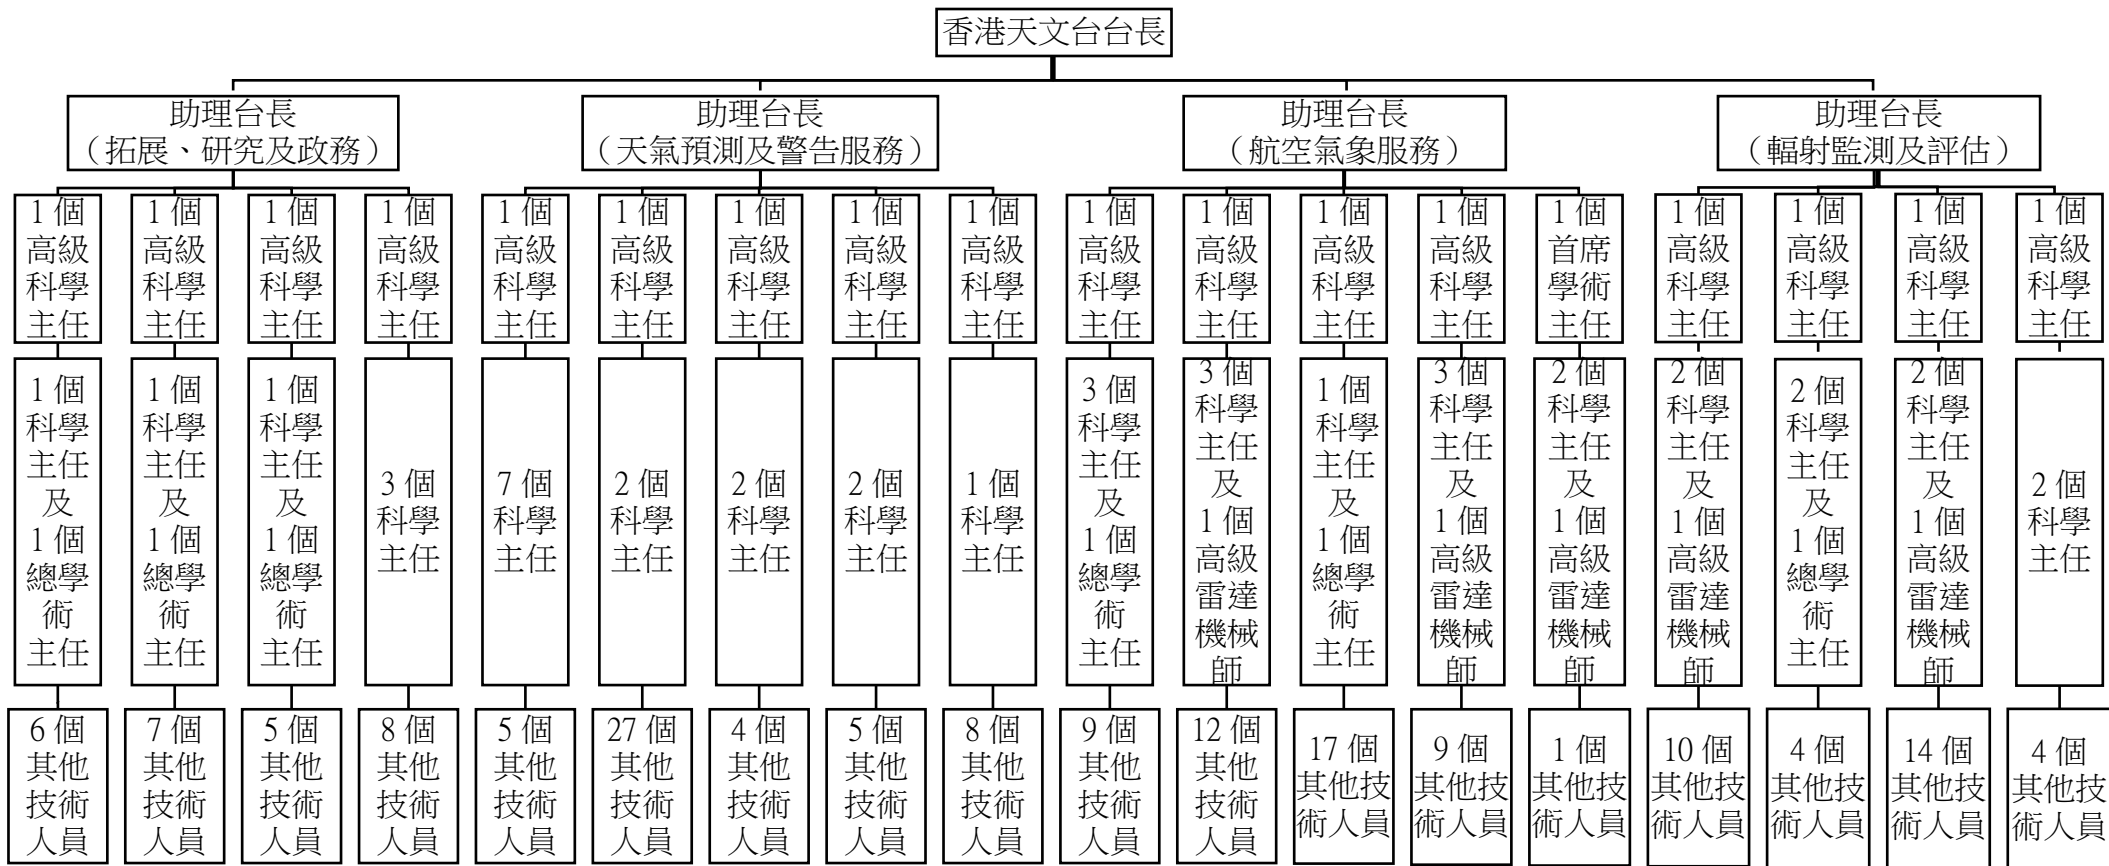 香港天文台台長
助理台長
（拓展、研究及政務）
助理台長
（天氣預測及警告服務）
助理台長
（航空氣象服務）
助理台長
（輻射監測及評估）
1 個
高級
科學
主任
1 個
高級
科學
主任
1 個
高級
科學
主任
1 個
高級
科學
主任
1 個
高級
科學
主任
1 個
高級
科學
主任
1 個
高級
科學
主任
1 個
高級
科學
主任
1 個
高級
科學
主任
1 個
高級
科學
主任
1 個
高級
科學
主任
1 個
高級
科學
主任
1 個
高級
科學
主任
1 個
首席
學術
主任
1 個
高級
科學
主任
1 個
高級
科學
主任
1 個
高級
科學
主任
1 個
高級
科學
主任
1 個
科學
主任
及
1 個
總學
術
主任
1 個
科學
主任
及
1 個
總學
術
主任
1 個
科學
主任
及
1 個
總學
術
主任
3 個
科學
主任
7 個
科學
主任
2 個
科學
主任
2 個
科學
主任
2 個
科學
主任
1 個
科學
主任
3 個
科學
主任
及
1 個
總學
術
主任
3 個
科學
主任
及
1 個
高級
雷達
機械
師
1 個
科學
主任
及
1 個
總學
術
主任
3 個
科學
主任
及
1 個
高級
雷達
機械
師
2 個
科學
主任
及
1 個
高級
雷達
機械
師
2 個
科學
主任
及
1 個
高級
雷達
機械
師
2 個
科學
主任
及
1 個
總學
術
主任
2 個
科學
主任
及
1 個
高級
雷達
機械
師
2 個
科學
主任
6 個
其他
技術
人員
7 個
其他
技術
人員
5 個
其他
技術
人員
8 個
其他
技術
人員
5 個
其他
技術
人員
27 個
其他
技術
人員
4 個
其他
技術
人員
5 個
其他
技術
人員
8 個
其他
技術
人員
9 個
其他
技術
人員
12 個
其他
技術
人員
17 個
其他技
術人員
9 個
其他技
術人員
1 個
其他技
術人員
10 個
其他技
術人員
4 個
其他技
術人員
14 個
其他技
術人員
4 個
其他技
術人員